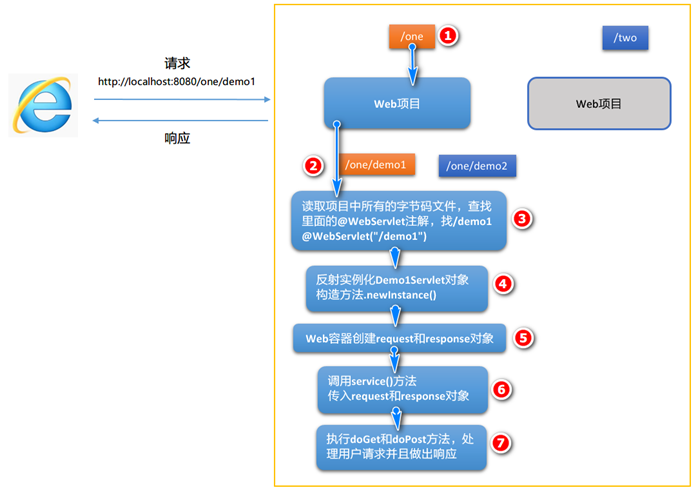 请求
http://localhost:8080/one/demo1
响应
/one
1
/two
Web项目
Web项目
2
/one/demo1
/one/demo2
读取项目中所有的字节码文件，查找
里面的@WebServlet注解，找/demo1
@WebServlet("/demo1")
3
反射实例化Demo1Servlet对象
构造方法.newInstance()
4
Web容器创建request和response对象
5
调用service()方法
传入request和response对象
6
执行doGet和doPost方法，处
理用户请求并且做出响应
7